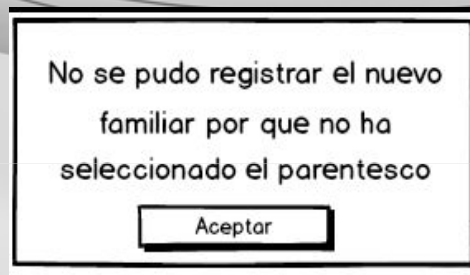 No se pudo registrar el nuevo
familiar por que no ha
seleccionado el parentesco
Aceptar